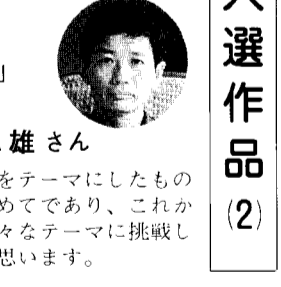 選作品(2)
」
雄さん
をテーマにしたもの
めてであり、これか
々なテーマに挑戦し
思います。